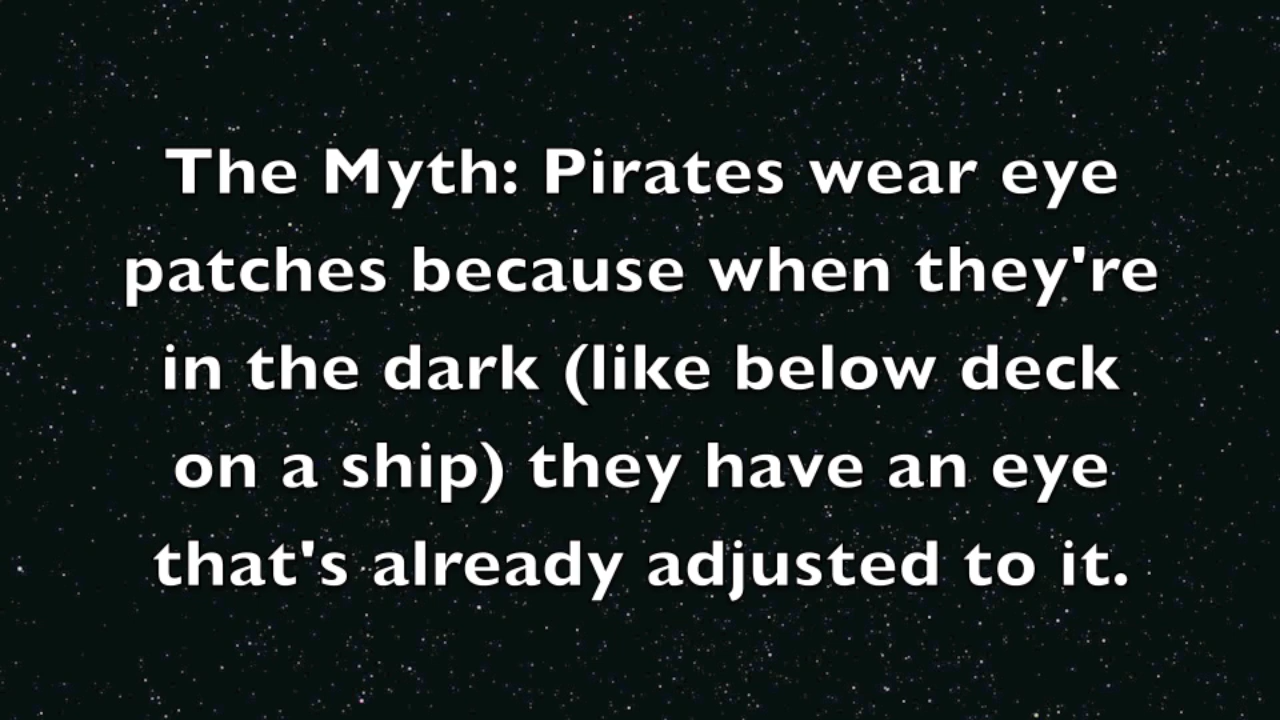 The Myth: Pirates wear eye
patches because when they're
in the dark (like below deck
on a ship) they have an eye
that's already adjusted to it.